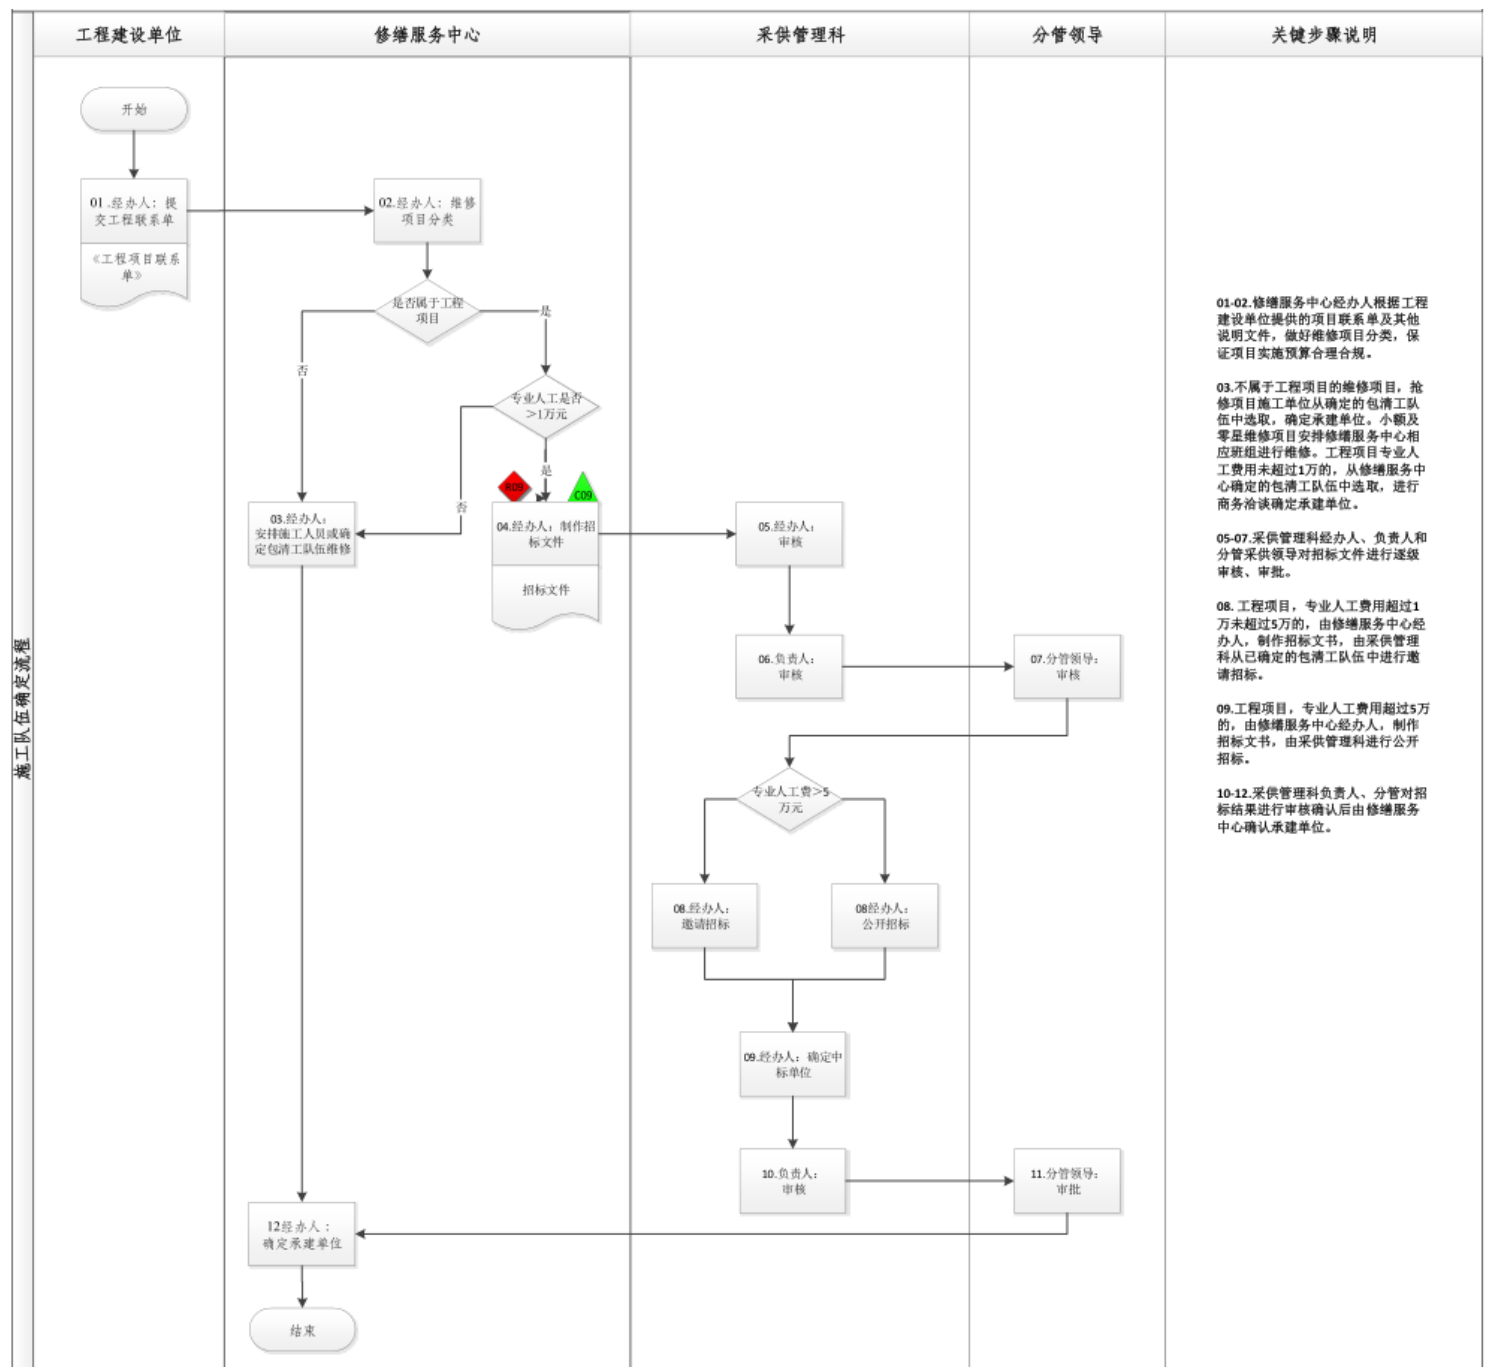 工程建设单位
修缮服务中心
采供管理科
分管领导
关键步骤说明
施工队伍确定流程
开始
01 .经办人：提
交工程联系单
《工程项目联系
单》
02.经办人：维修
项目分类
是否属于工程
项目
是
否
专业人工是否
＞1万元
是
否
R09
C09
03.经办人：
安排施工人员或确
定包清工队伍维修
04.经办人：制作招
标文件
招标文件
05.经办人：
审核
06.负责人：
审核
07.分管领导：
审核
专业人工费＞5
万元
08.经办人：
邀请招标
08经办人：
公开招标
09.经办人：确定中
标单位
10.负责人：
审核
11.分管领导：
审批
12经办人：
确定承建单位
结束
01-02.修缮服务中心经办人根据工程
建设单位提供的项目联系单及其他
说明文件，做好维修项目分类，保
证项目实施预算合理合规。
03.不属于工程项目的维修项目，抢
修项目施工单位从确定的包清工队
伍中选取，确定承建单位。小额及
零星维修项目安排修缮服务中心相
应班组进行维修。工程项目专业人
工费用未超过1万的，从修缮服务中
心确定的包清工队伍中选取，进行
商务洽谈确定承建单位。
05-07.采供管理科经办人、负责人和
分管采供领导对招标文件进行逐级
审核、审批。
08. 工程项目，专业人工费用超过1
万未超过5万的，由修缮服务中心经
办人，制作招标文书，由采供管理
科从已确定的包清工队伍中进行邀
请招标。
09.工程项目，专业人工费用超过5万
的，由修缮服务中心经办人，制作
招标文书，由采供管理科进行公开
招标。
10-12.采供管理科负责人、分管对招
标结果进行审核确认后由修缮服务
中心确认承建单位。